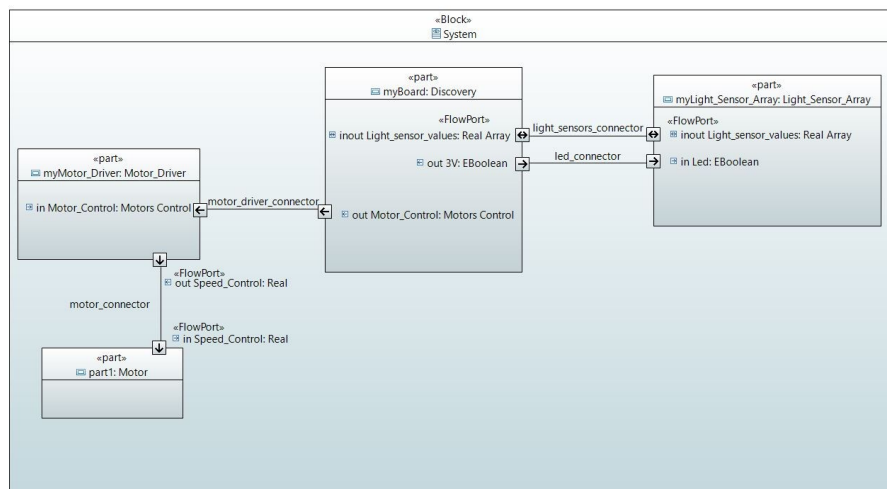 «Block»
System
«part»
myBoard: Discovery
«FlowPort»
inout Light_sensor_values: Real Array
out 3V: EBoolean
out Motor_Control: Motors Control
light_sensors_connector
led_connector
«part»
myLight_Sensor_Array: Light_Sensor_Array
«FlowPort»
inout Light_sensor_values: Real Array
in Led: EBoolean
«part»
myMotor_Driver: Motor_Driver
in Motor_Control: Motors Control
motor_driver_connector
«FlowPort»
out Speed_Control: Real
motor_connector
«FlowPort»
in Speed_Control: Real
«part»
part1: Motor